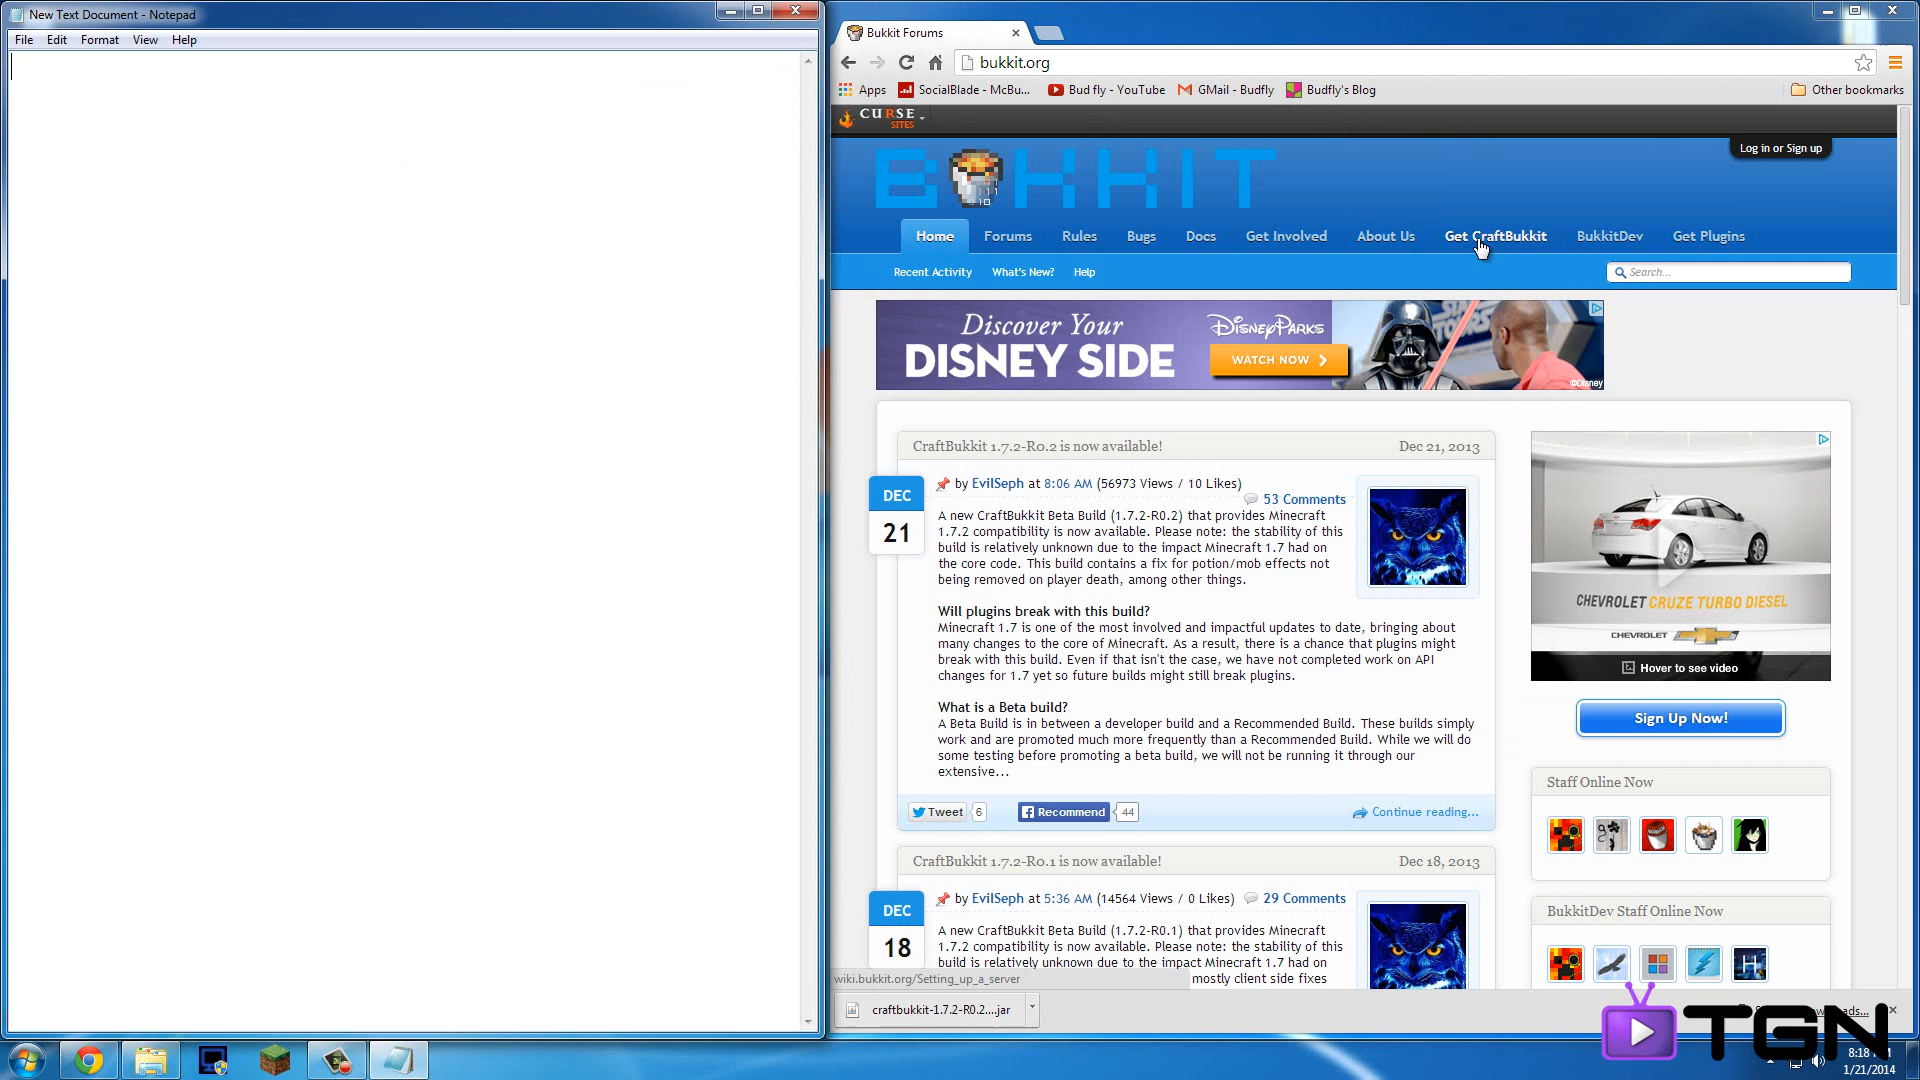 New Text Document - Notepad
File Edit Format View Help
Bukkit Forums
bukkit.org
Apps SocialBlade - McBu... Bud fly - YouTube GMail - Budfly Budfly's Blog Other bookmarks
CURSE
SITES
Log in or Sign up
BUKKIT
Home Forums Rules Bugs Docs Get Involved About Us Get CraftBukkit BukkitDev Get Plugins
Recent Activity What's New? Help Search...
Discover Your
DISNEY SIDE
DISNEY PARKS
WATCH NOW
©Disney
CraftBukkit 1.7.2-R0.2 is now available! Dec 21, 2013
DEC
21
by EvilSeph at 8:06 AM (56973 Views / 10 Likes)
53 Comments
A new CraftBukkit Beta Build (1.7.2-R0.2) that provides Minecraft
1.7.2 compatibility is now available. Please note: the stability of this
build is relatively unknown due to the impact Minecraft 1.7 had on
the core code. This build contains a fix for potion/mob effects not
being removed on player death, among other things.
Will plugins break with this build?
Minecraft 1.7 is one of the most involved and impactful updates to date, bringing about
many changes to the core of Minecraft. As a result, there is a chance that plugins might
break with this build. Even if that isn't the case, we have not completed work on API
changes for 1.7 yet so future builds might still break plugins.
What is a Beta build?
A Beta Build is in between a developer build and a Recommended Build. These builds simply
work and are promoted much more frequently than a Recommended Build. While we will do
some testing before promoting a beta build, we will not be running it through our
extensive...
Tweet 6 Recommend 44 Continue reading...
CHEVROLET CRUZE TURBO DIESEL
CHEVROLET
Hover to see video
Sign Up Now!
Staff Online Now
CraftBukkit 1.7.2-R0.1 is now available! Dec 18, 2013
DEC
18
by EvilSeph at 5:36 AM (14564 Views / 0 Likes) 29 Comments
A new CraftBukkit Beta Build (1.7.2-R0.1) that provides Minecraft
1.7.2 compatibility is now available. Please note: the stability of this
build is relatively unknown due to the impact Minecraft 1.7 had on
mostly client side fixes
BukkitDev Staff Online Now
wiki.bukkit.org/Setting_up_a_server
craftbukkit-1.7.2-R0.2....jar
TGN
8:18
1/21/2014